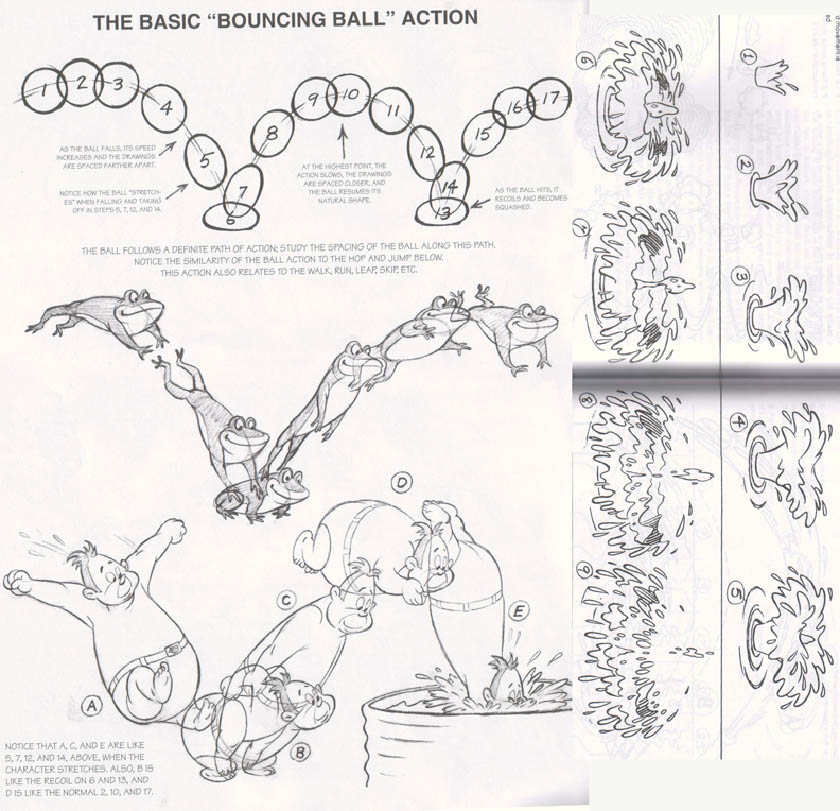 THE BASIC "BOUNCING BALL" ACTION
1
2
3
4
5
6
7
8
9
10
11
12
13
14
15
16
17
AS THE BALL FALLS, ITS SPEED
INCREASES AND THE DRAWINGS
ARE SPACED FARTHER APART.
NOTICE HOW THE BALL "STRETCH-
ES" WHEN FALLING AND TAKING
OFF IN STEPS 5, 7, 12, AND 14.
AT THE HIGHEST POINT, THE
ACTION SLOWS, THE DRAWINGS
ARE SPACED CLOSER, AND
THE BALL RESUMES ITS
NATURAL SHAPE.
AS THE BALL HITS, IT
RECOILS AND BECOMES
SQUASHED.
THE BALL FOLLOWS A DEFINITE PATH OF ACTION; STUDY THE SPACING OF THE BALL ALONG THIS PATH.
NOTICE THE SIMILARITY OF THE BALL ACTION TO THE HOP AND JUMP BELOW.
THIS ACTION ALSO RELATES TO THE WALK, RUN, LEAP, SKIP, ETC.
A
B
C
D
E
NOTICE THAT A, C, AND E ARE LIKE
5, 7, 12, AND 14, ABOVE, WHEN THE
CHARACTER STRETCHES. ALSO, B IS
LIKE THE RECOIL ON 6 AND 13, AND
D IS LIKE THE NORMAL 2, 10, AND 17.
movement is
1
2
3
4
5
6
7
8
9